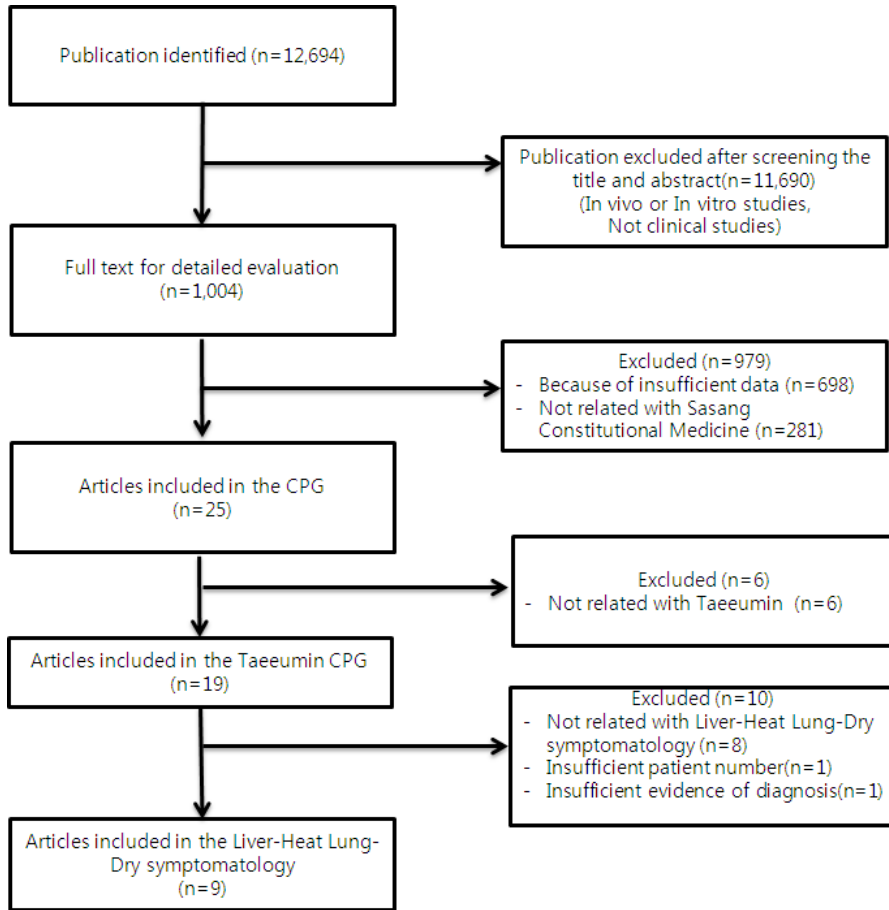 Publication identified (n=12,694)
Publication excluded after screening the
title and abstract(n=11,690)
(In vivo or In vitro studies,
Not clinical studies)
Full text for detailed evaluation
(n=1,004)
Excluded (n=979)
- Because of insufficient data (n=698)
- Not related with Sasang
Constitutional Medicine (n=281)
Articles included in the CPG
(n=25)
Excluded (n=6)
- Not related with Taeeumin (n=6)
Articles included in the Taeeumin CPG
(n=19)
Excluded (n=10)
- Not related with Liver-Heat Lung-Dry
symptomatology (n=8)
- Insufficient patient number(n=1)
- Insufficient evidence of diagnosis(n=1)
Articles included in the Liver-Heat Lung-
Dry symptomatology
(n=9)